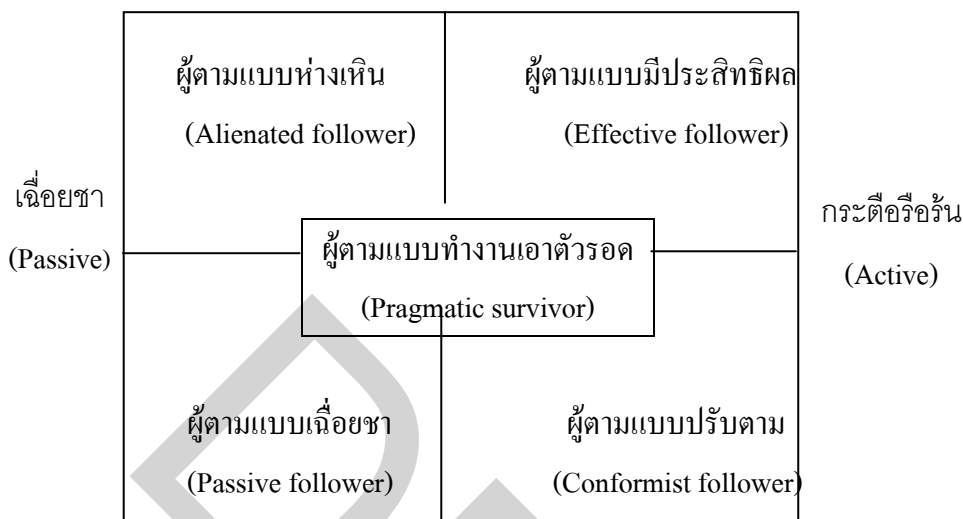 ผู้ตามแบบห่างเหิน
(Alienated follower)
ผู้ตามแบบมีประสิทธิผล
(Effective follower)
เฉื่อยชา
(Passive)
กระตือรือร้น
(Active)
ผู้ตามแบบทำงานเอาตัวรอด
(Pragmatic survivor)
ผู้ตามแบบเฉื่อยชา
(Passive follower)
ผู้ตามแบบปรับตาม
(Conformist follower)